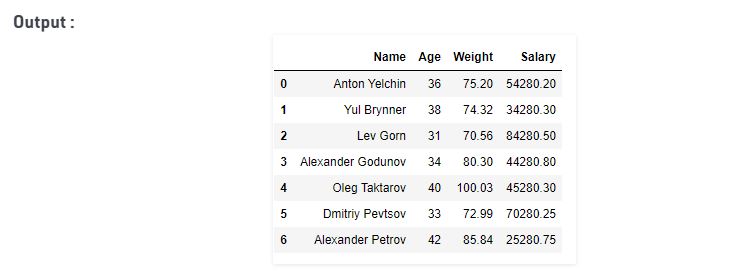 Output :
Name Age Weight Salary
0 Anton Yelchin 36 75.20 54280.20
1 Yul Brynner 38 74.32 34280.30
2 Lev Gorn 31 70.56 84280.50
3 Alexander Godunov 34 80.30 44280.80
4 Oleg Taktarov 40 100.03 45280.30
5 Dmitriy Pevtsov 33 72.99 70280.25
6 Alexander Petrov 42 85.84 25280.75